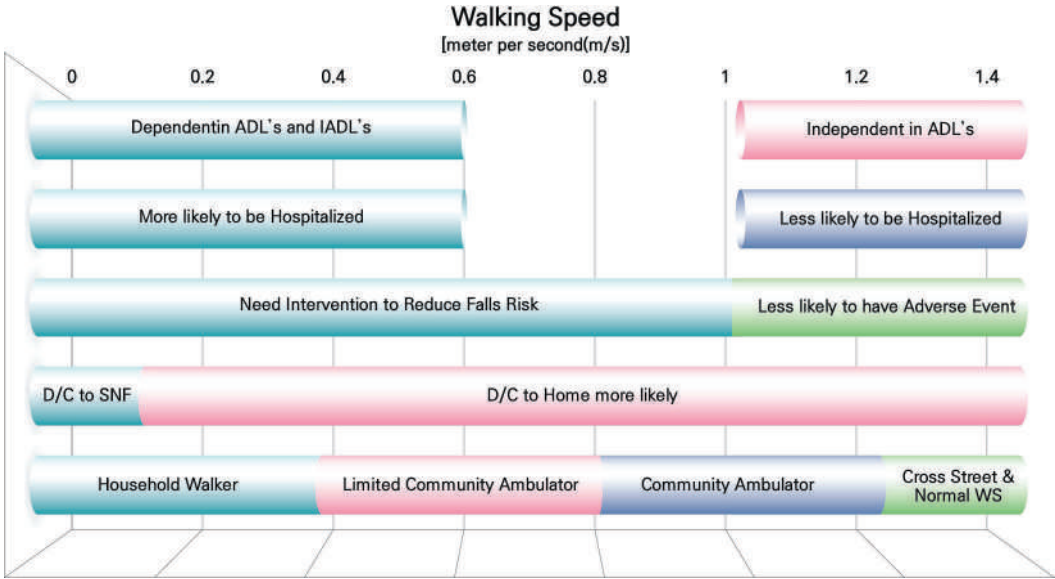 Walking Speed
[meter per second(m/s)]
0 0.2 0.4 0.6 0.8 1 1.2 1.4
Dependentin ADL's and IADL's Independent in ADL's
More likely to be Hospitalized Less likely to be Hospitalized
Need Intervention to Reduce Falls Risk Less likely to have Adverse Event
D/C to SNF D/C to Home more likely
Household Walker Limited Community Ambulator Community Ambulator Cross Street &
Normal WS